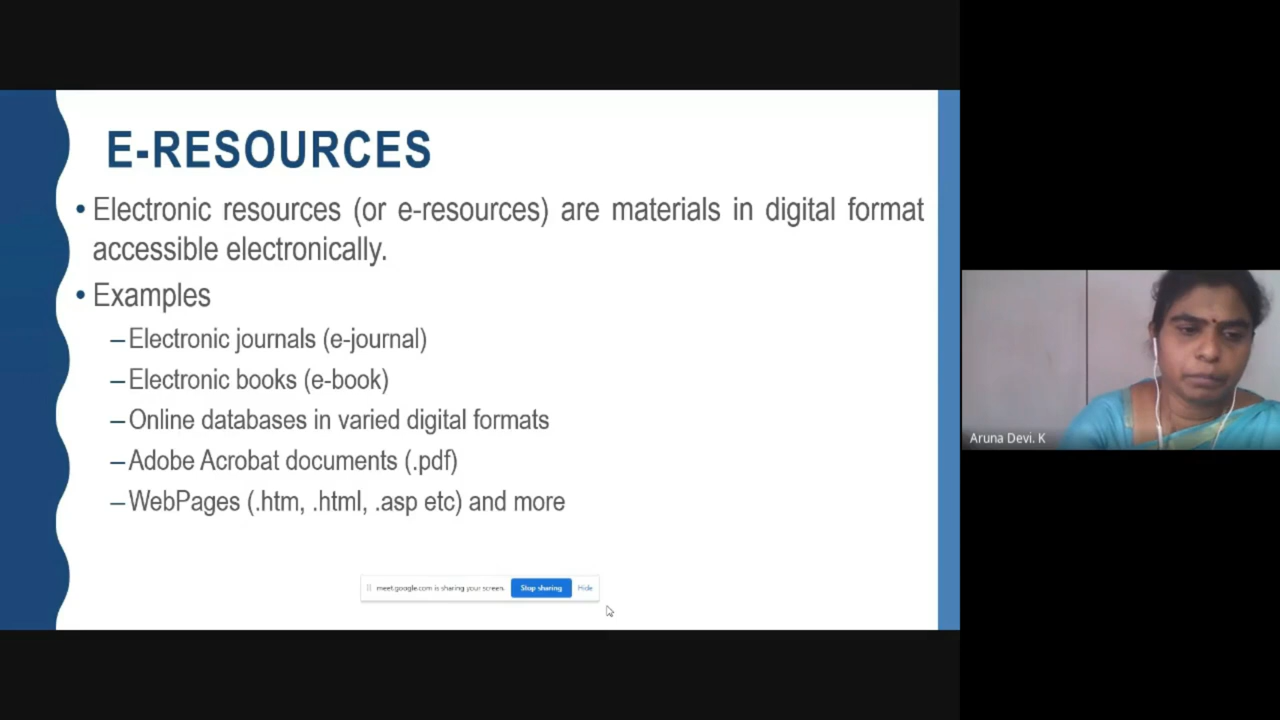 E-RESOURCES
• Electronic resources (or e-resources) are materials in digital format
accessible electronically.
• Examples
–Electronic journals (e-journal)
–Electronic books (e-book)
–Online databases in varied digital formats
–Adobe Acrobat documents (.pdf)
–WebPages (.htm, .html, .asp etc) and more
meet.google.com is sharing your screen. Stop sharing Hide
Aruna Devi. K